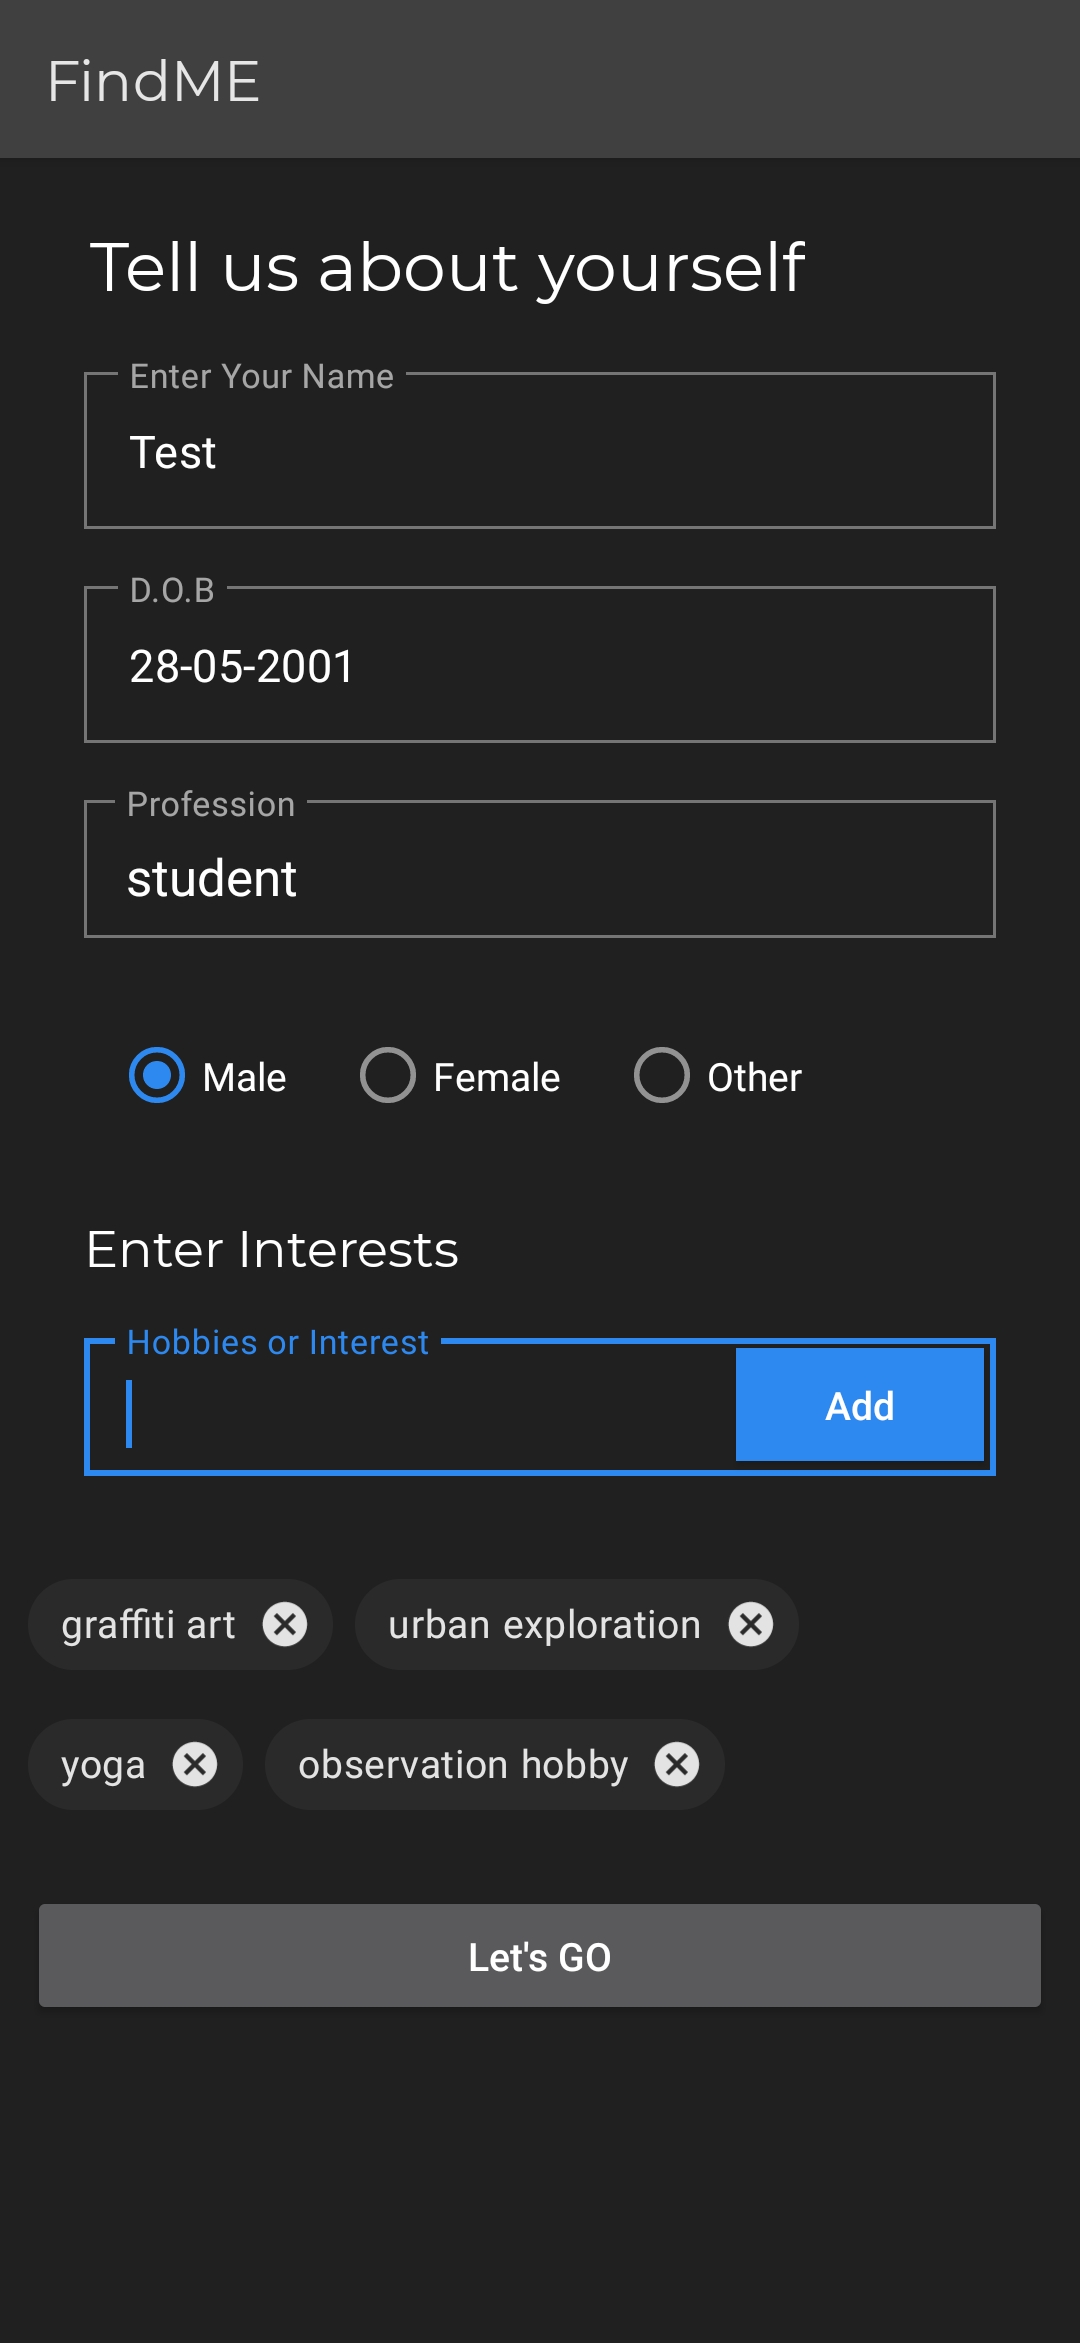 FindME
Tell us about yourself
Enter Your Name
Test
D.O.B
28-05-2001
Profession
student
Male Female Other
Enter Interests
Hobbies or Interest
Add
graffiti art urban exploration
yoga observation hobby
Let's GO